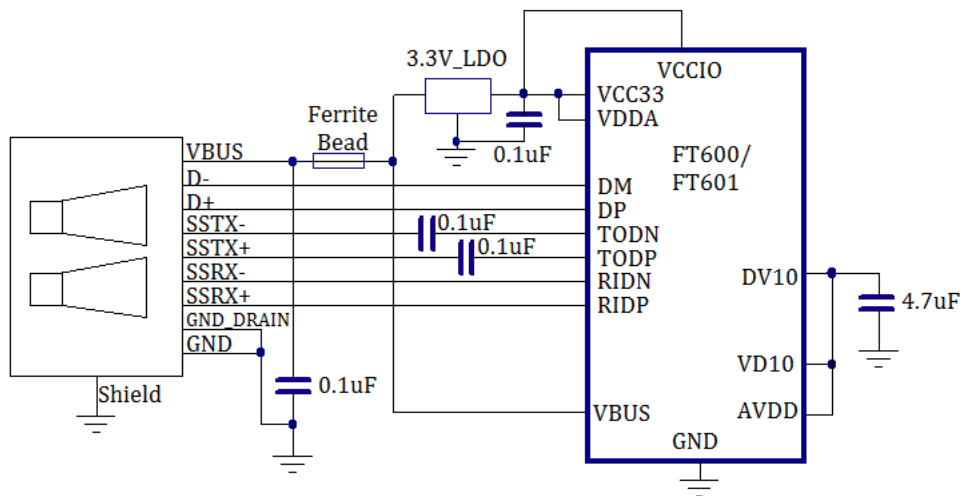 3.3V_LDO
VCCIO
VCC33
VDDA
Ferrite
Bead
0.1uF
FT600/
FT601
VBUS
D-
D+
SSTX-
SSTX+
SSRX-
SSRX+
GND_DRAIN
GND
Shield
0.1uF
0.1uF
0.1uF
DM
DP
TODN
TODP
RIDN
RIDP
VBUS
GND
DV10
VD10
AVDD
4.7uF